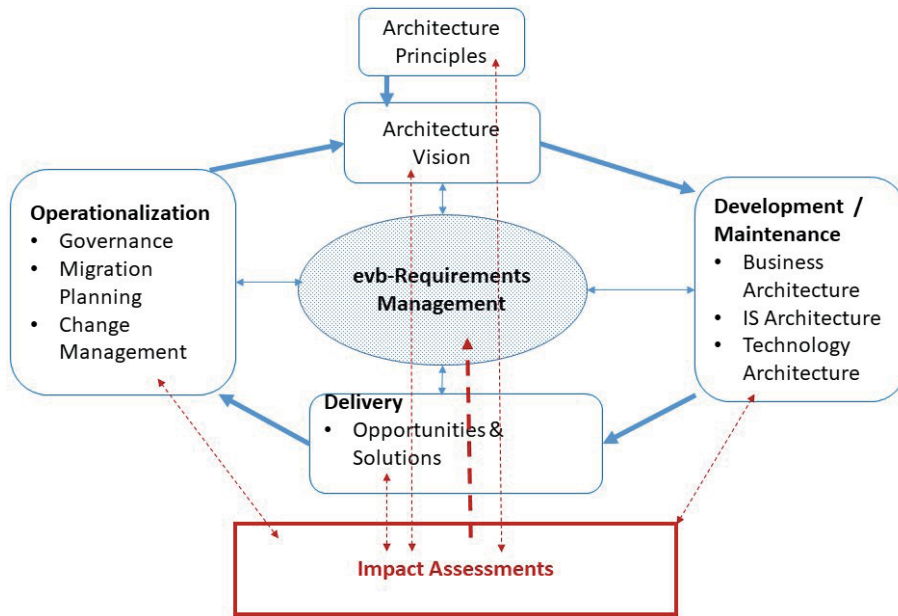 Architecture
Principles
Architecture
Vision
Operationalization
• Governance
• Migration
Planning
• Change
Management
evb-Requirements
Management
Development /
Maintenance
• Business
Architecture
• IS Architecture
• Technology
Architecture
Delivery
• Opportunities &
Solutions
Impact Assessments